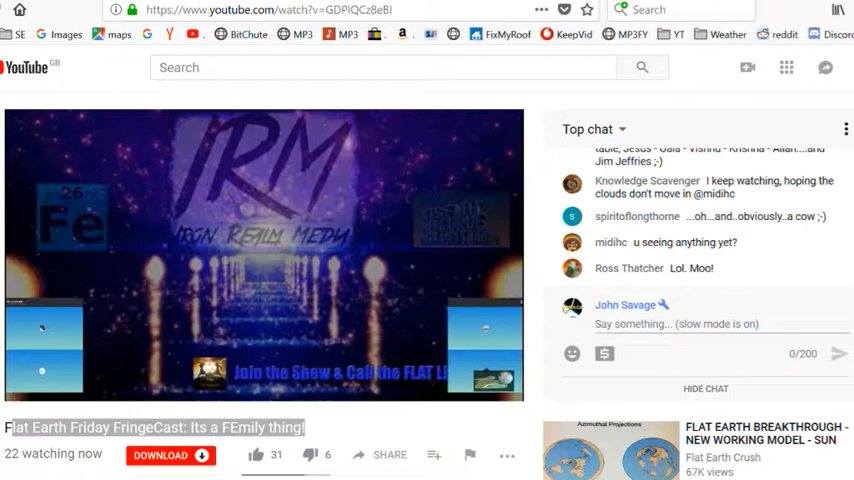 https://www.youtube.com/watch?v=GDPIQCz8eBI
Search
SE Images maps BitChute MP3 MP3 FixMyRoof KeepVid MP3FY YT Weather reddit Discord
YouTube GB
Search
26
Fe
IRM
IRON REALM MEDIA
Join the Show & Call the FLAT LI
Top chat
table, Jesus - Gaia - Vishnu - Krishna - Allah....and
Jim Jeffries ;-)
Knowledge Scavenger I keep watching, hoping the
clouds don't move in @midihc
S spiritoflongthorne ...oh...and..obviously..a cow ;-)
midihc u seeing anything yet?
Ross Thatcher Lol. Moo!
John Savage
Say something... (slow mode is on)
0/200
HIDE CHAT
Flat Earth Friday FringeCast: Its a FEmily thing!
22 watching now
DOWNLOAD
31
6
SHARE
Azimuthal Projections
FLAT EARTH BREAKTHROUGH -
NEW WORKING MODEL - SUN
Flat Earth Crush
67K views